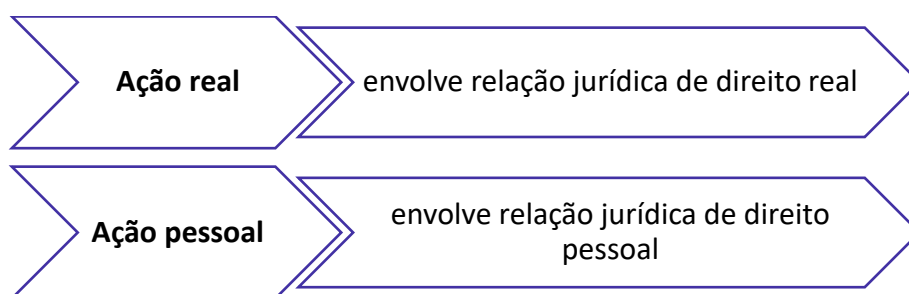 Ação real
envolve relação jurídica de direito real
Ação pessoal
envolve relação jurídica de direito
pessoal